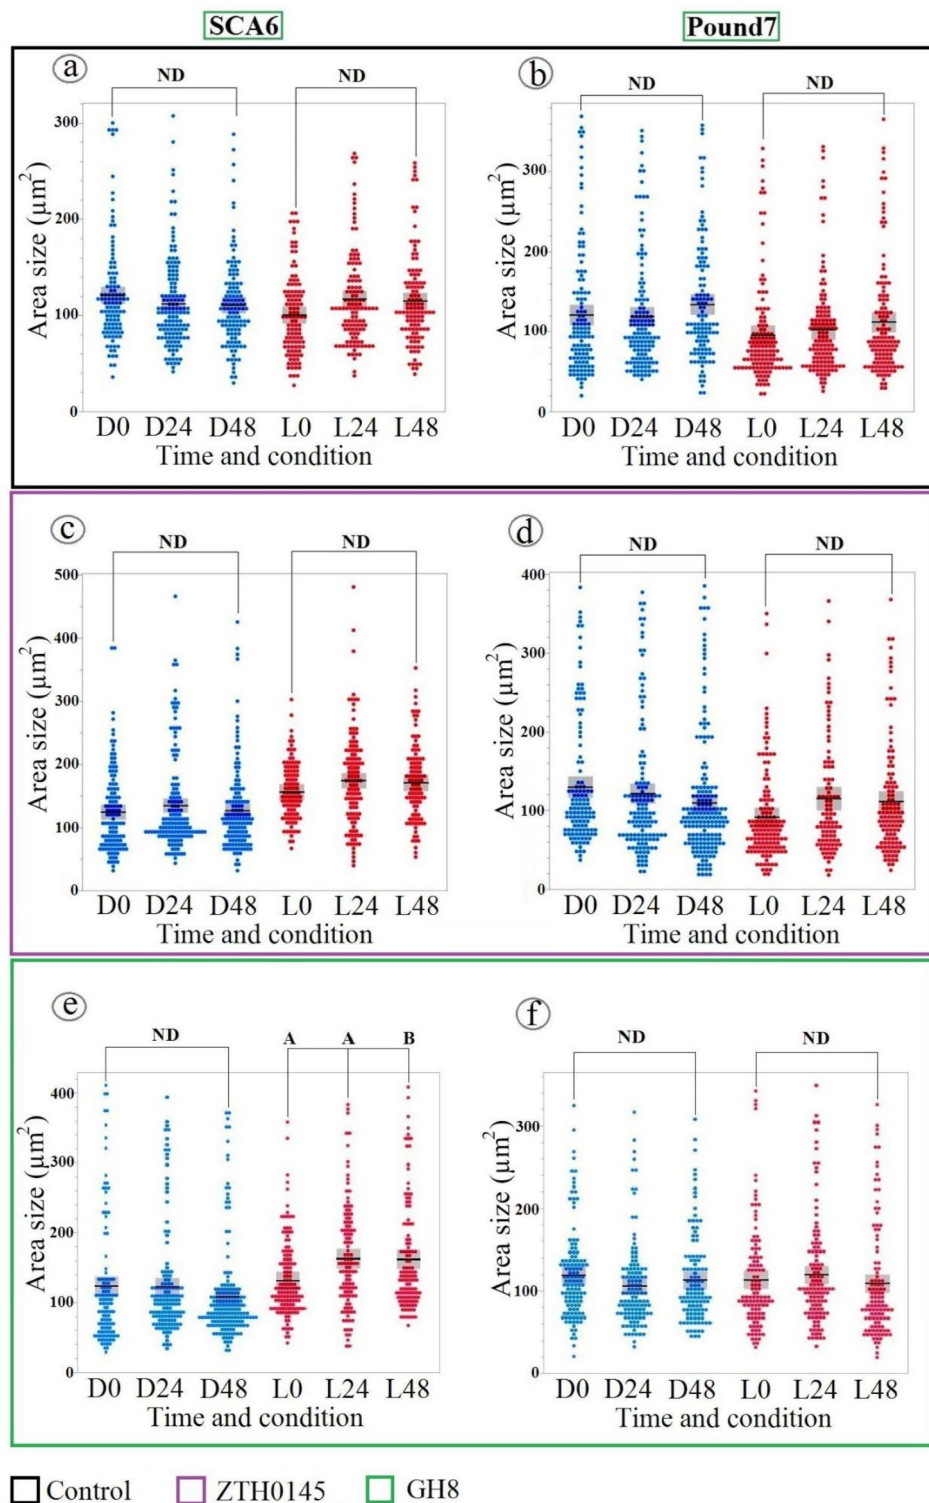 SCA6 Pound7
a b
ND ND ND ND
Area size (µm²) Area size (µm²)
300
200
100
0
300
200
100
0
D0 D24 D48 L0 L24 L48 D0 D24 D48 L0 L24 L48
Time and condition Time and condition
c d
ND ND ND ND
Area size (µm²) Area size (µm²)
500
400
300
200
100
0
400
300
200
100
0
D0 D24 D48 L0 L24 L48 D0 D24 D48 L0 L24 L48
Time and condition Time and condition
e f
ND A A B ND ND
Area size (µm²) Area size (µm²)
400
300
200
100
0
300
200
100
0
D0 D24 D48 L0 L24 L48 D0 D24 D48 L0 L24 L48
Time and condition Time and condition
Control ZTH0145 GH8